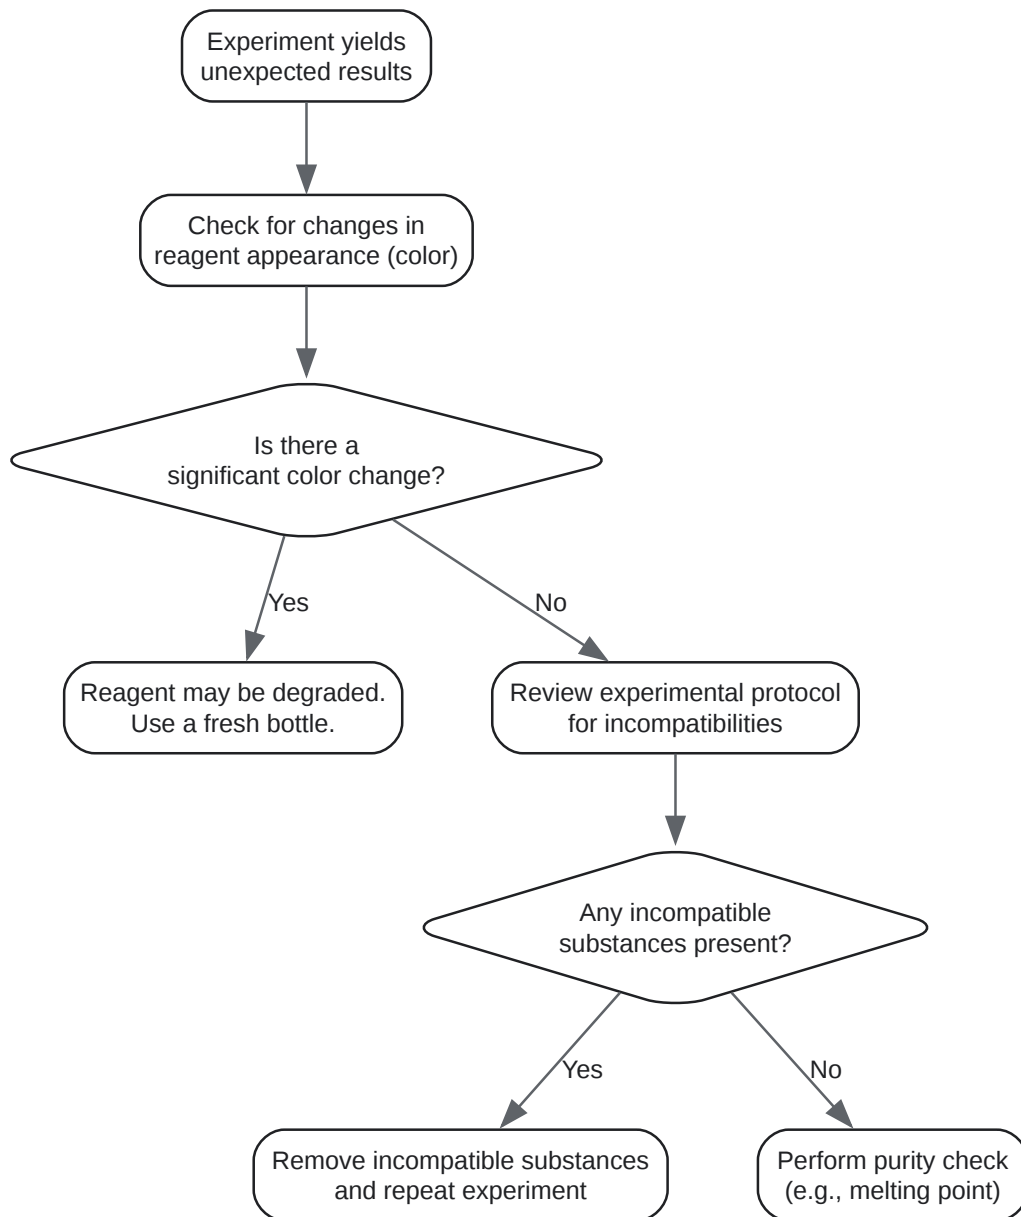 Experiment yields
unexpected results
Check for changes in
reagent appearance (color)
Is there a
significant color change?
Yes
No
Reagent may be degraded.
Use a fresh bottle.
Review experimental protocol
for incompatibilities
Any incompatible
substances present?
Yes
No
Remove incompatible substances
and repeat experiment
Perform purity check
(e.g., melting point)